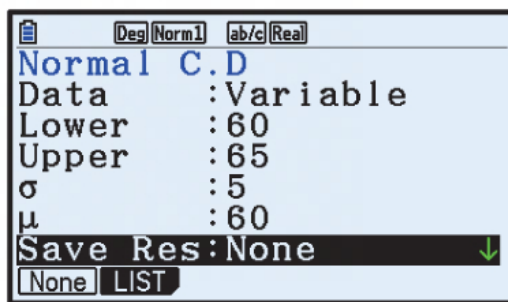 Deg Norm1 ab/c Real
Normal C.D
Data :Variable
Lower :60
Upper :65
σ :5
μ :60
Save Res:None ↓
None LIST